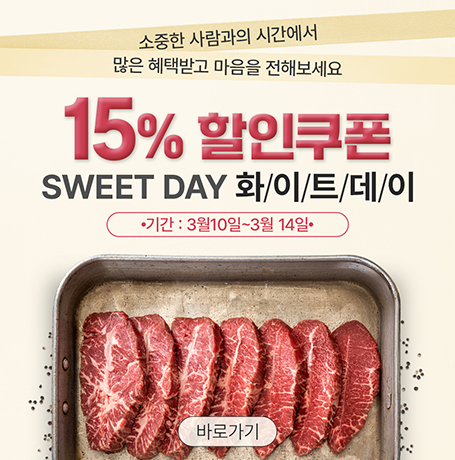 소중한 사람과의 시간에서
많은 혜택받고 마음을 전해보세요
15% 할인쿠폰
SWEET DAY 화/이/트/데/이
•기간 : 3월10일~3월 14일•
바로가기